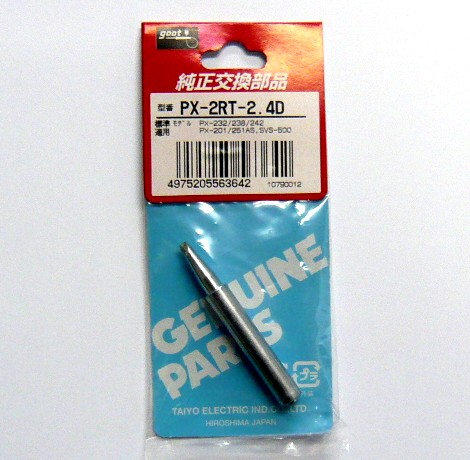 goot
純正交換部品
型番 PX-2RT-2.4D
標準モデル PX-232/238/242
適用 PX-201/251AS,SVS-500
4975205563642 10790012
GENUINE
PARTS
プラ
TAIYO ELECTRIC IND.CO.,LTD.
HIROSHIMA JAPAN